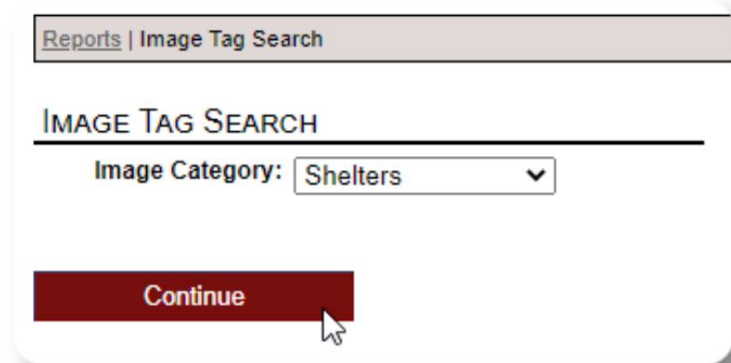 Reports | Image Tag Search
IMAGE TAG SEARCH
Image Category: Shelters
Continue